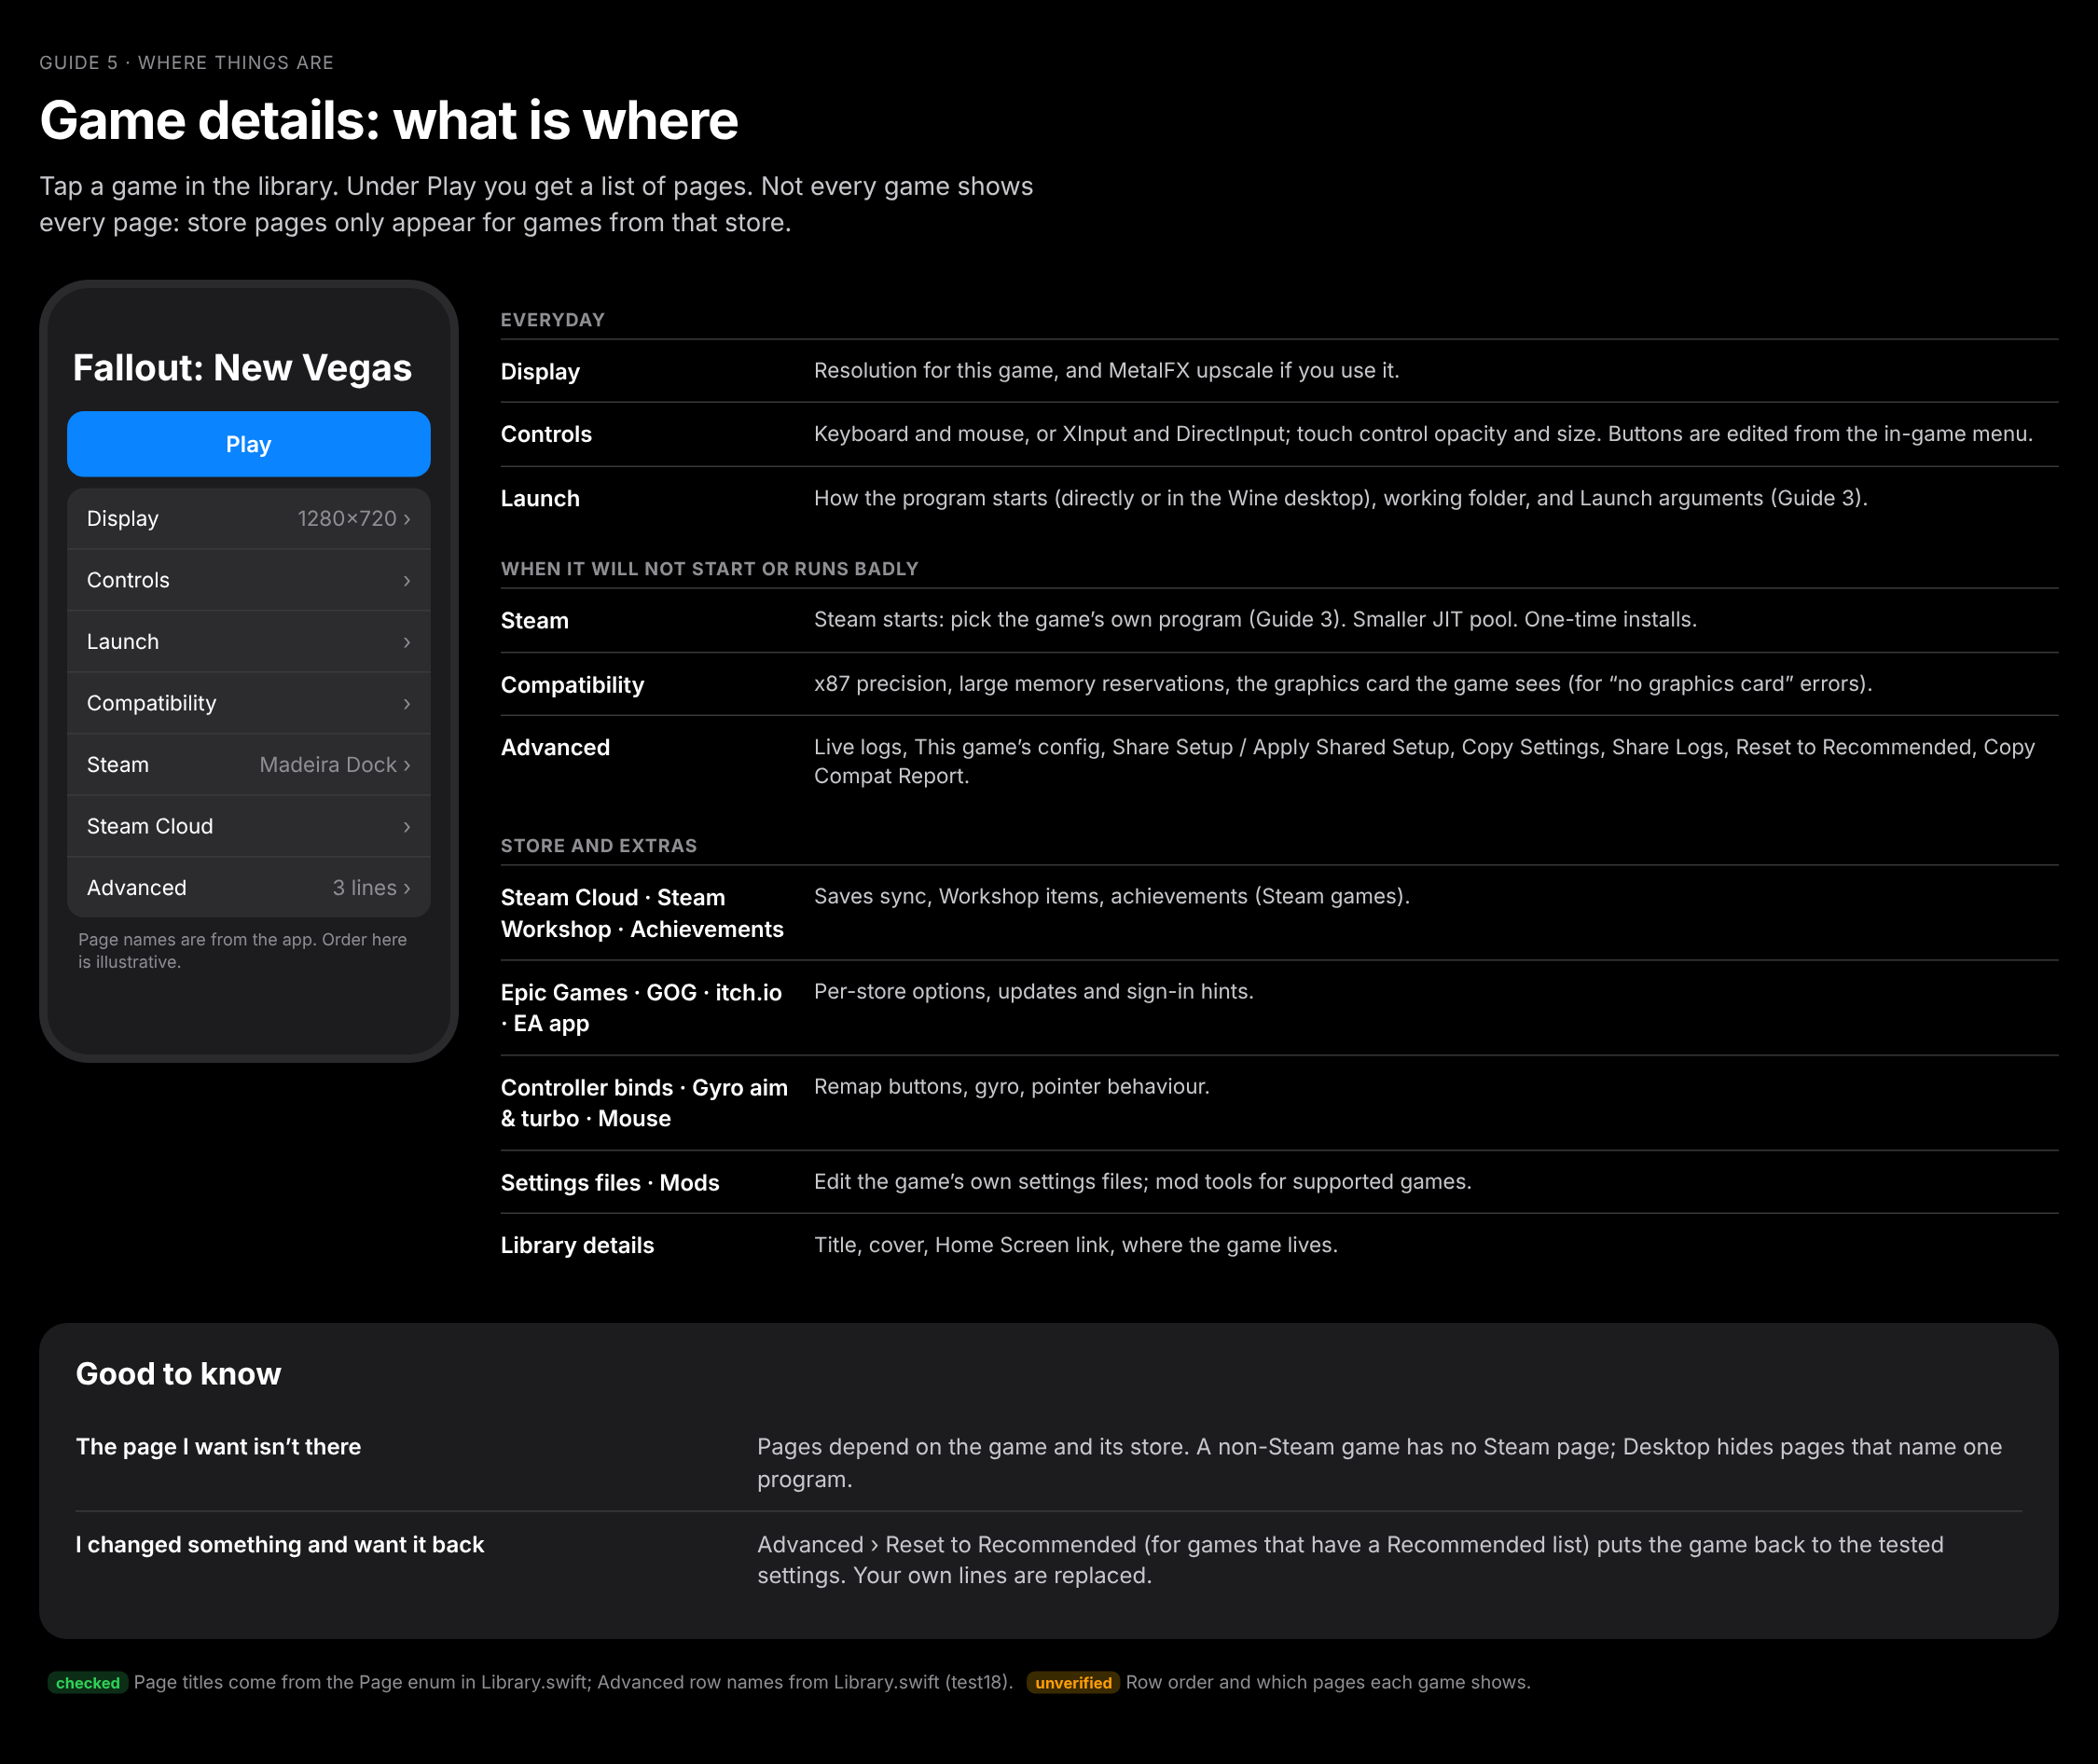 GUIDE 5 · WHERE THINGS ARE
Game details: what is where
Tap a game in the library. Under Play you get a list of pages. Not every game shows
every page: store pages only appear for games from that store.
Fallout: New Vegas
Play
Display 1280×720 ›
Controls ›
Launch ›
Compatibility ›
Steam Madeira Dock ›
Steam Cloud ›
Advanced 3 lines ›
Page names are from the app. Order here
is illustrative.
EVERYDAY
Display Resolution for this game, and MetalFX upscale if you use it.
Controls Keyboard and mouse, or XInput and DirectInput; touch control opacity and size. Buttons are edited from the in-game menu.
Launch How the program starts (directly or in the Wine desktop), working folder, and Launch arguments (Guide 3).
WHEN IT WILL NOT START OR RUNS BADLY
Steam Steam starts: pick the game’s own program (Guide 3). Smaller JIT pool. One-time installs.
Compatibility x87 precision, large memory reservations, the graphics card the game sees (for “no graphics card” errors).
Advanced Live logs, This game’s config, Share Setup / Apply Shared Setup, Copy Settings, Share Logs, Reset to Recommended, Copy
Compat Report.
STORE AND EXTRAS
Steam Cloud · Steam Saves sync, Workshop items, achievements (Steam games).
Workshop · Achievements
Epic Games · GOG · itch.io Per-store options, updates and sign-in hints.
· EA app
Controller binds · Gyro aim Remap buttons, gyro, pointer behaviour.
& turbo · Mouse
Settings files · Mods Edit the game’s own settings files; mod tools for supported games.
Library details Title, cover, Home Screen link, where the game lives.
Good to know
The page I want isn’t there Pages depend on the game and its store. A non-Steam game has no Steam page; Desktop hides pages that name one
program.
I changed something and want it back Advanced › Reset to Recommended (for games that have a Recommended list) puts the game back to the tested
settings. Your own lines are replaced.
checked Page titles come from the Page enum in Library.swift; Advanced row names from Library.swift (test18). unverified Row order and which pages each game shows.